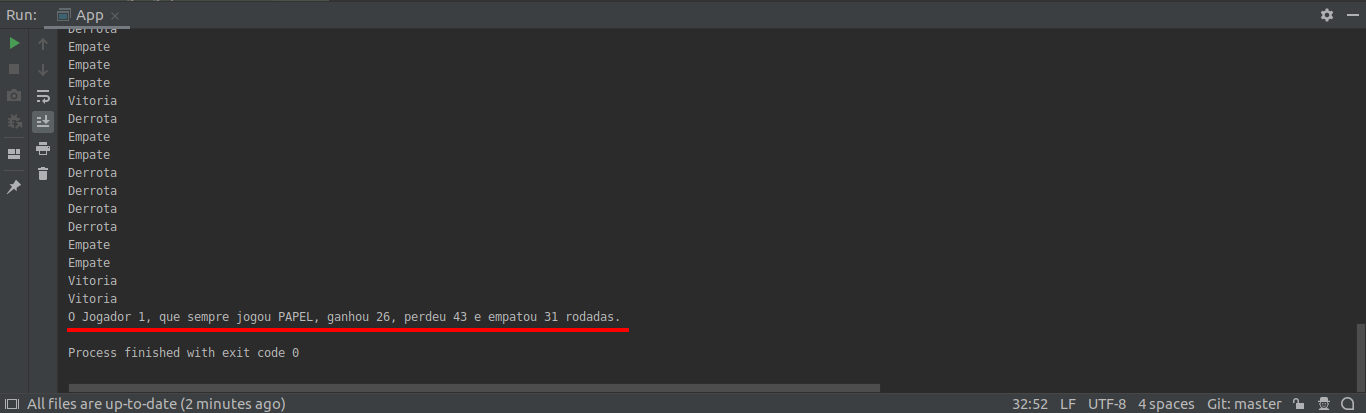 Run: App
Derrota
Empate
Empate
Empate
Vitoria
Derrota
Empate
Empate
Derrota
Derrota
Derrota
Derrota
Empate
Empate
Vitoria
Vitoria
O Jogador 1, que sempre jogou PAPEL, ganhou 26, perdeu 43 e empatou 31 rodadas.
Process finished with exit code 0
All files are up-to-date (2 minutes ago) 32:52 LF UTF-8 4 spaces Git: master